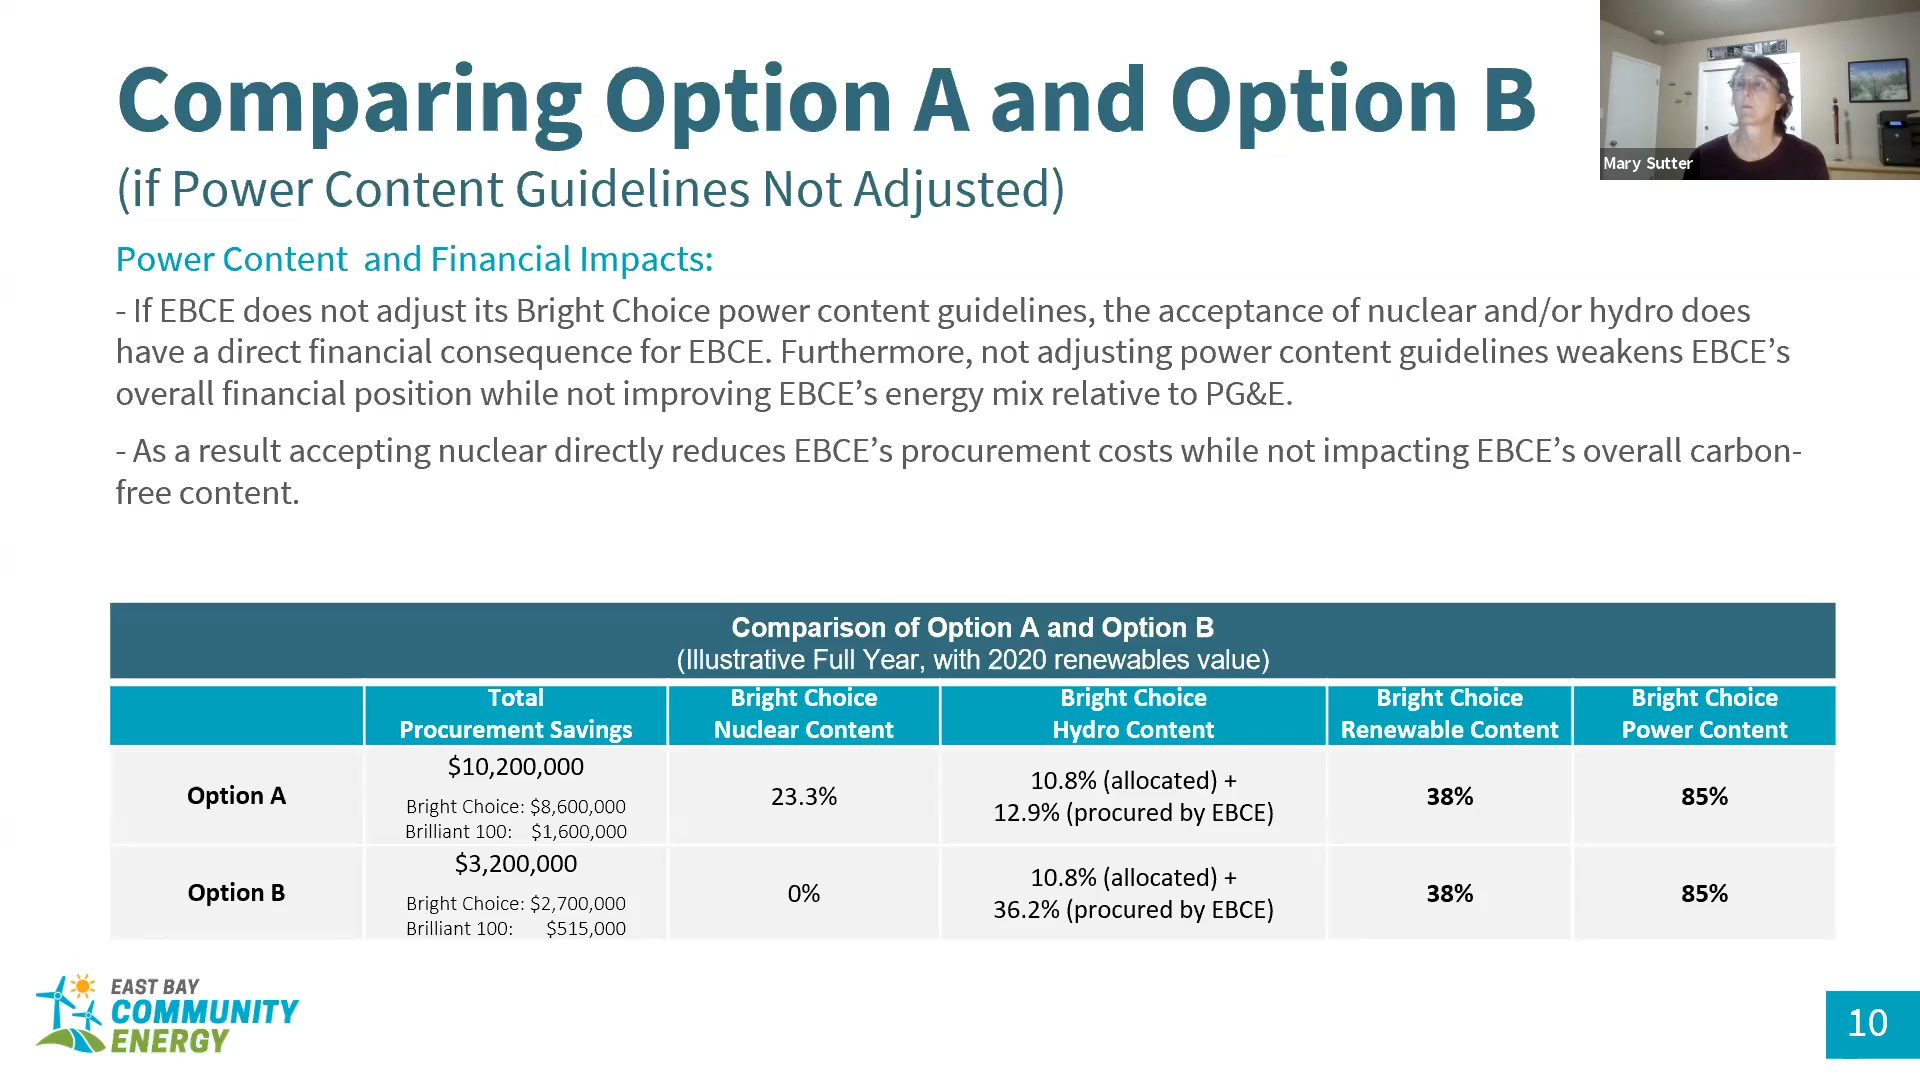 Comparing Option A and Option B
(if Power Content Guidelines Not Adjusted)
Mary Sutter
Power Content  and Financial Impacts:
- If EBCE does not adjust its Bright Choice power content guidelines, the acceptance of nuclear and/or hydro does
have a direct financial consequence for EBCE. Furthermore, not adjusting power content guidelines weakens EBCE’s
overall financial position while not improving EBCE’s energy mix relative to PG&E.
- As a result accepting nuclear directly reduces EBCE’s procurement costs while not impacting EBCE’s overall carbon-
free content.
Comparison of Option A and Option B
(Illustrative Full Year, with 2020 renewables value)
Total
Procurement Savings
Bright Choice
Nuclear Content
Bright Choice
Hydro Content
Bright Choice
Renewable Content
Bright Choice
Power Content
Option A
$10,200,000
Bright Choice: $8,600,000
Brilliant 100: $1,600,000
23.3%
10.8% (allocated) +
12.9% (procured by EBCE)
38%
85%
Option B
$3,200,000
Bright Choice: $2,700,000
Brilliant 100: $515,000
0%
10.8% (allocated) +
36.2% (procured by EBCE)
38%
85%
EAST BAY
COMMUNITY
ENERGY
10